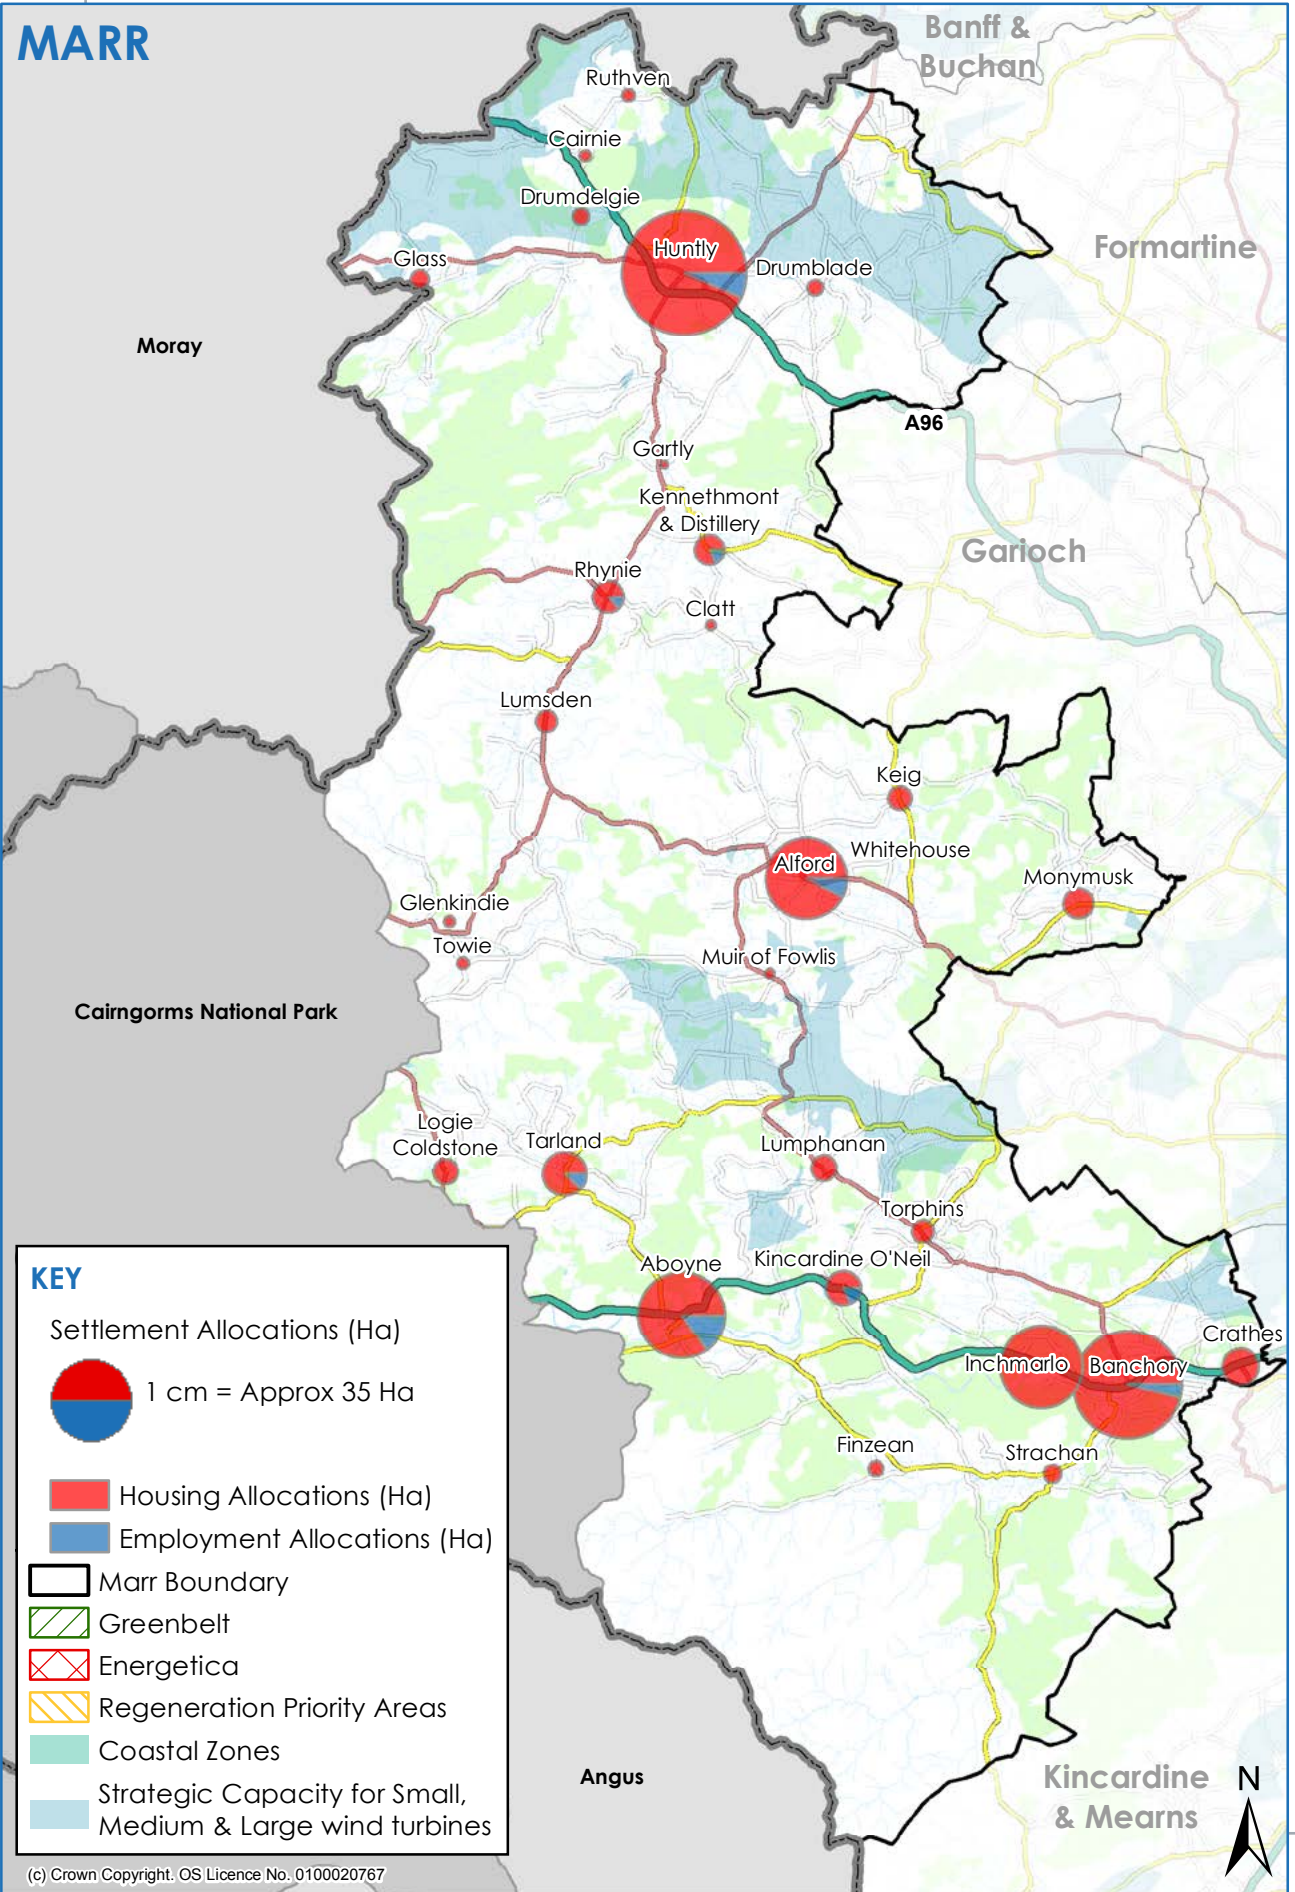 MARR
Banff &
Buchan
Ruthven
Cairnie
Drumdelgie
Huntly
Formartine
Glass
Drumblade
Moray
A96
Gartly
Kennethmont
& Distillery
Garioch
Rhynie
Clatt
Lumsden
Keig
Whitehouse
Alford
Monymusk
Glenkindie
Towie
Muir of Fowlis
Cairngorms National Park
Logie
Coldstone
Tarland
Lumphanan
Torphins
Aboyne
Kincardine O'Neil
Crathes
Inchmarlo
Banchory
Finzean
Strachan
KEY
Settlement Allocations (Ha)
1 cm = Approx 35 Ha
Housing Allocations (Ha)
Employment Allocations (Ha)
Marr Boundary
Greenbelt
Energetica
Regeneration Priority Areas
Coastal Zones
Strategic Capacity for Small,
Medium & Large wind turbines
Angus
Kincardine
& Mearns
N
(c) Crown Copyright. OS Licence No. 0100020767